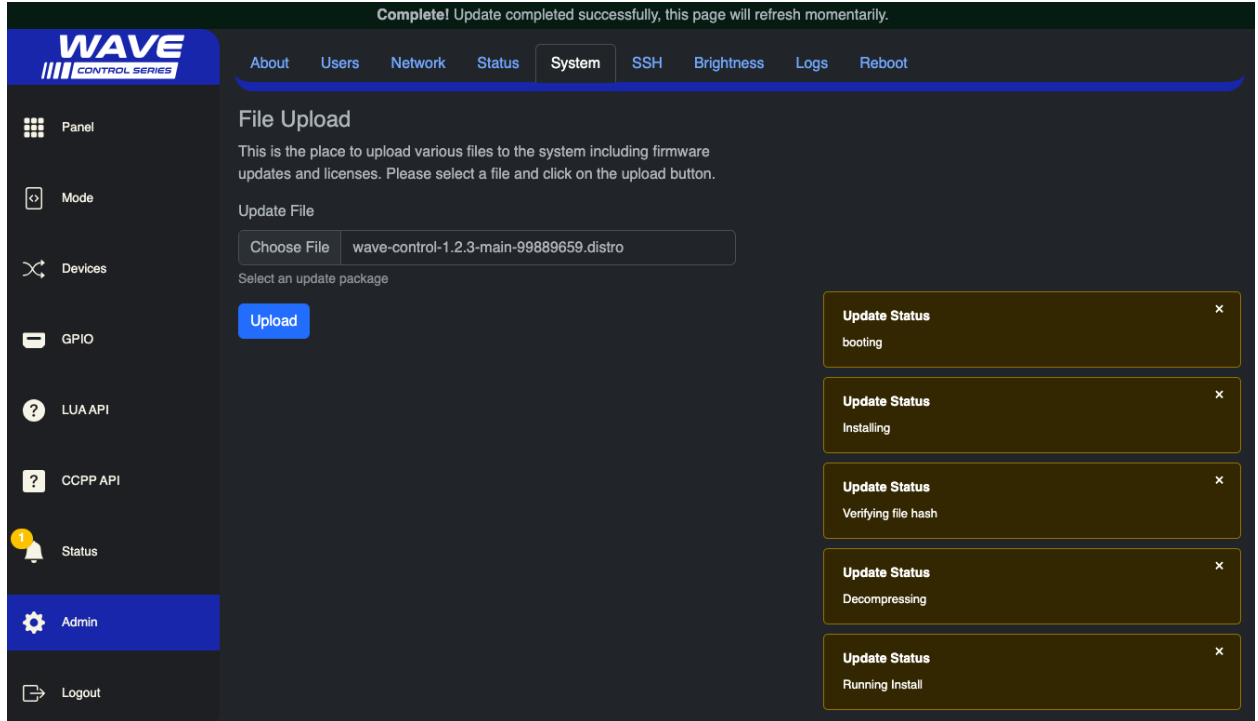 Complete! Update completed successfully, this page will refresh momentarily.
WAVE
CONTROL SERIES
About
Users
Network
Status
System
SSH
Brightness
Logs
Reboot
Panel
Mode
Devices
GPIO
LUA API
CCPP API
1
Status
Admin
Logout
File Upload
This is the place to upload various files to the system including firmware
updates and licenses. Please select a file and click on the upload button.
Update File
Choose File
wave-control-1.2.3-main-99889659.distro
Select an update package
Upload
Update Status
booting
Update Status
Installing
Update Status
Verifying file hash
Update Status
Decompressing
Update Status
Running Install